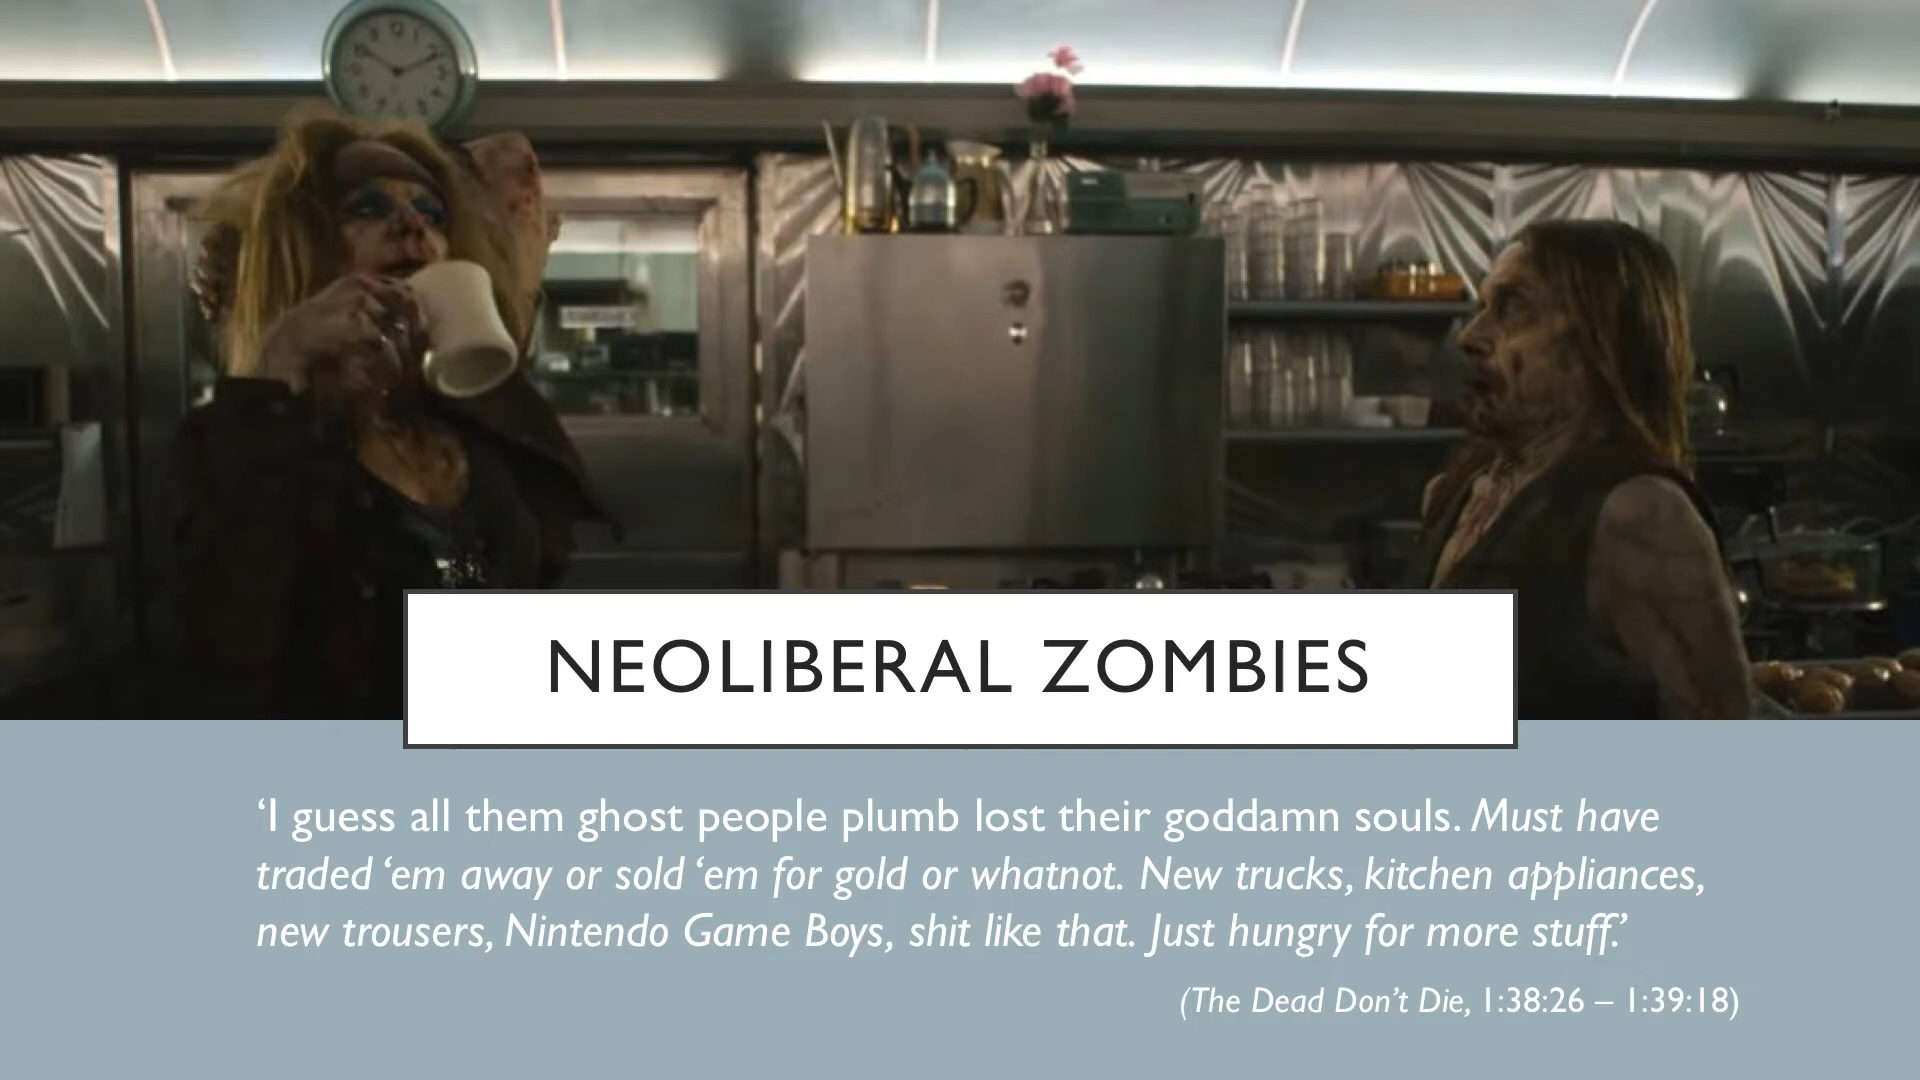 NEOLIBERAL ZOMBIES
‘I guess all them ghost people plumb lost their goddamn souls. Must have
traded ‘em away or sold ‘em for gold or whatnot. New trucks, kitchen appliances,
new trousers, Nintendo Game Boys, shit like that. Just hungry for more stuff.’
(The Dead Don’t Die, 1:38:26 – 1:39:18)